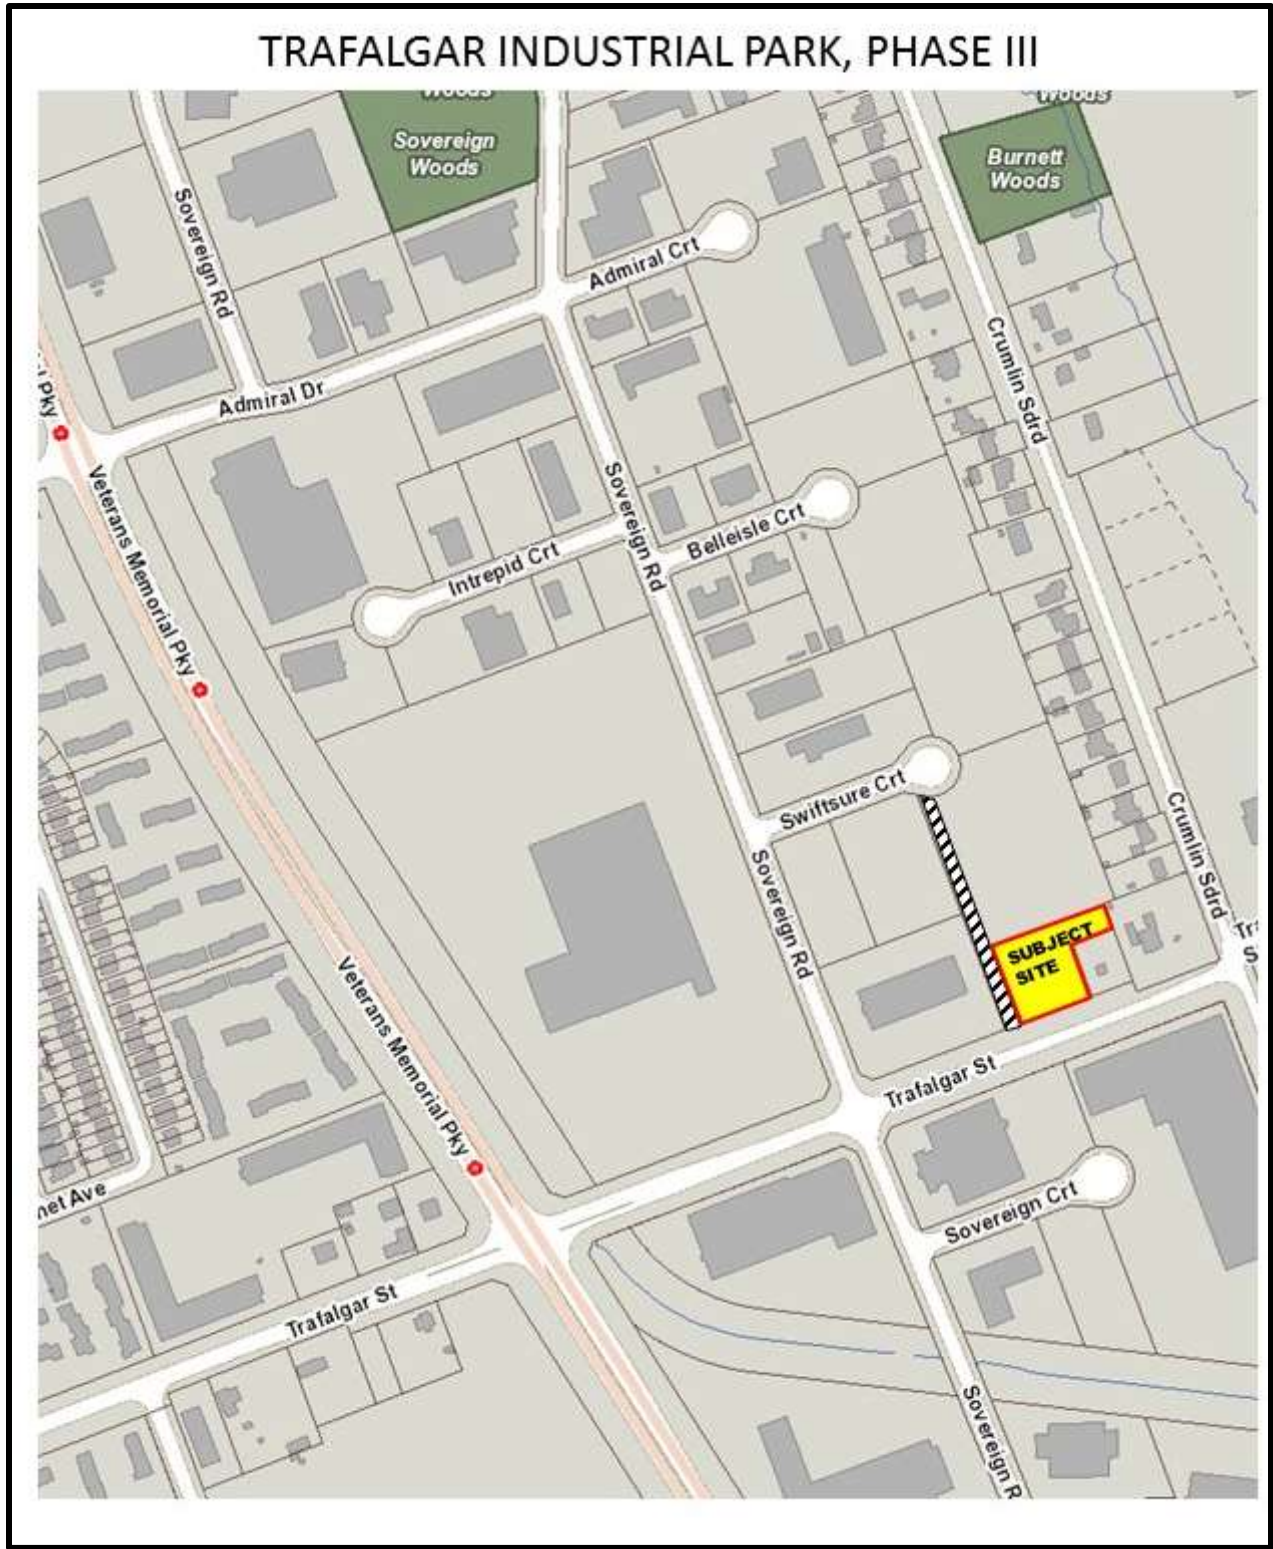 TRAFALGAR INDUSTRIAL PARK, PHASE III
Woods
Woods
Sovereign
Woods
Burnett
Woods
Sovereign Rd
Admiral Crt
Crumlin Sdrd
Admiral Dr
Pky
Veterans Memorial Pky
Sovereign Rd
Belleisle Crt
Intrepid Crt
Swiftsure Crt
Crumlin Sdrd
Sovereign Rd
SUBJECT
SITE
Veterans Memorial Pky
Trafalgar St
Sovereign Crt
Trafalgar St
Sovereign R